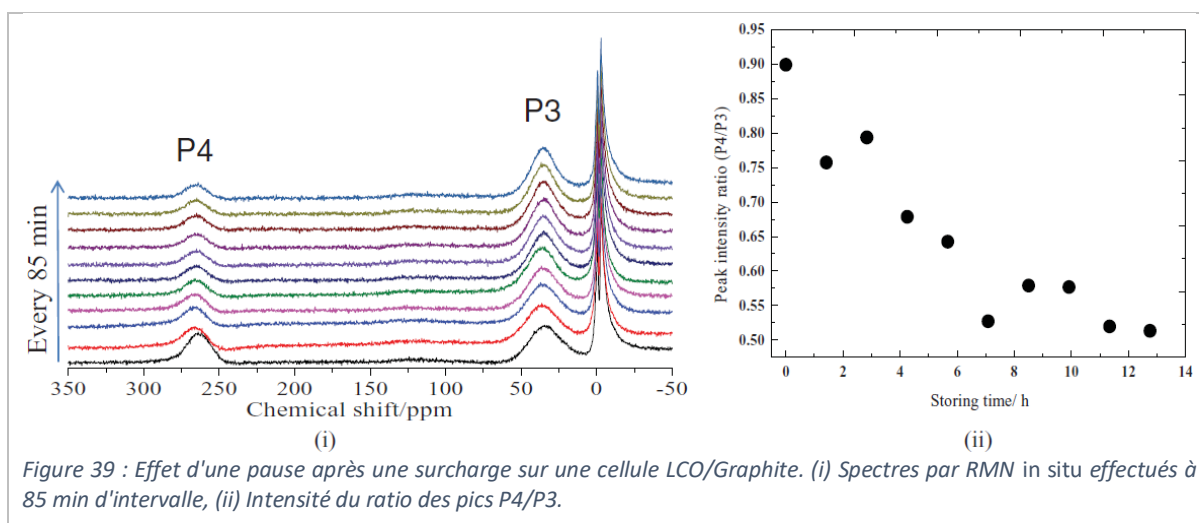 P4
P3
Every 85 min
350
300
250
200
150
100
50
0
-50
Chemical shift/ppm
(i)
0.95
0.90
0.85
0.80
0.75
0.70
0.65
0.60
0.55
0.50
Peak intensity ratio (P4/P3)
0
2
4
6
8
10
12
14
Storing time/ h
(ii)
Figure 39 : Effet d'une pause après une surcharge sur une cellule LCO/Graphite. (i) Spectres par RMN in situ effectués à
85 min d'intervalle, (ii) Intensité du ratio des pics P4/P3.